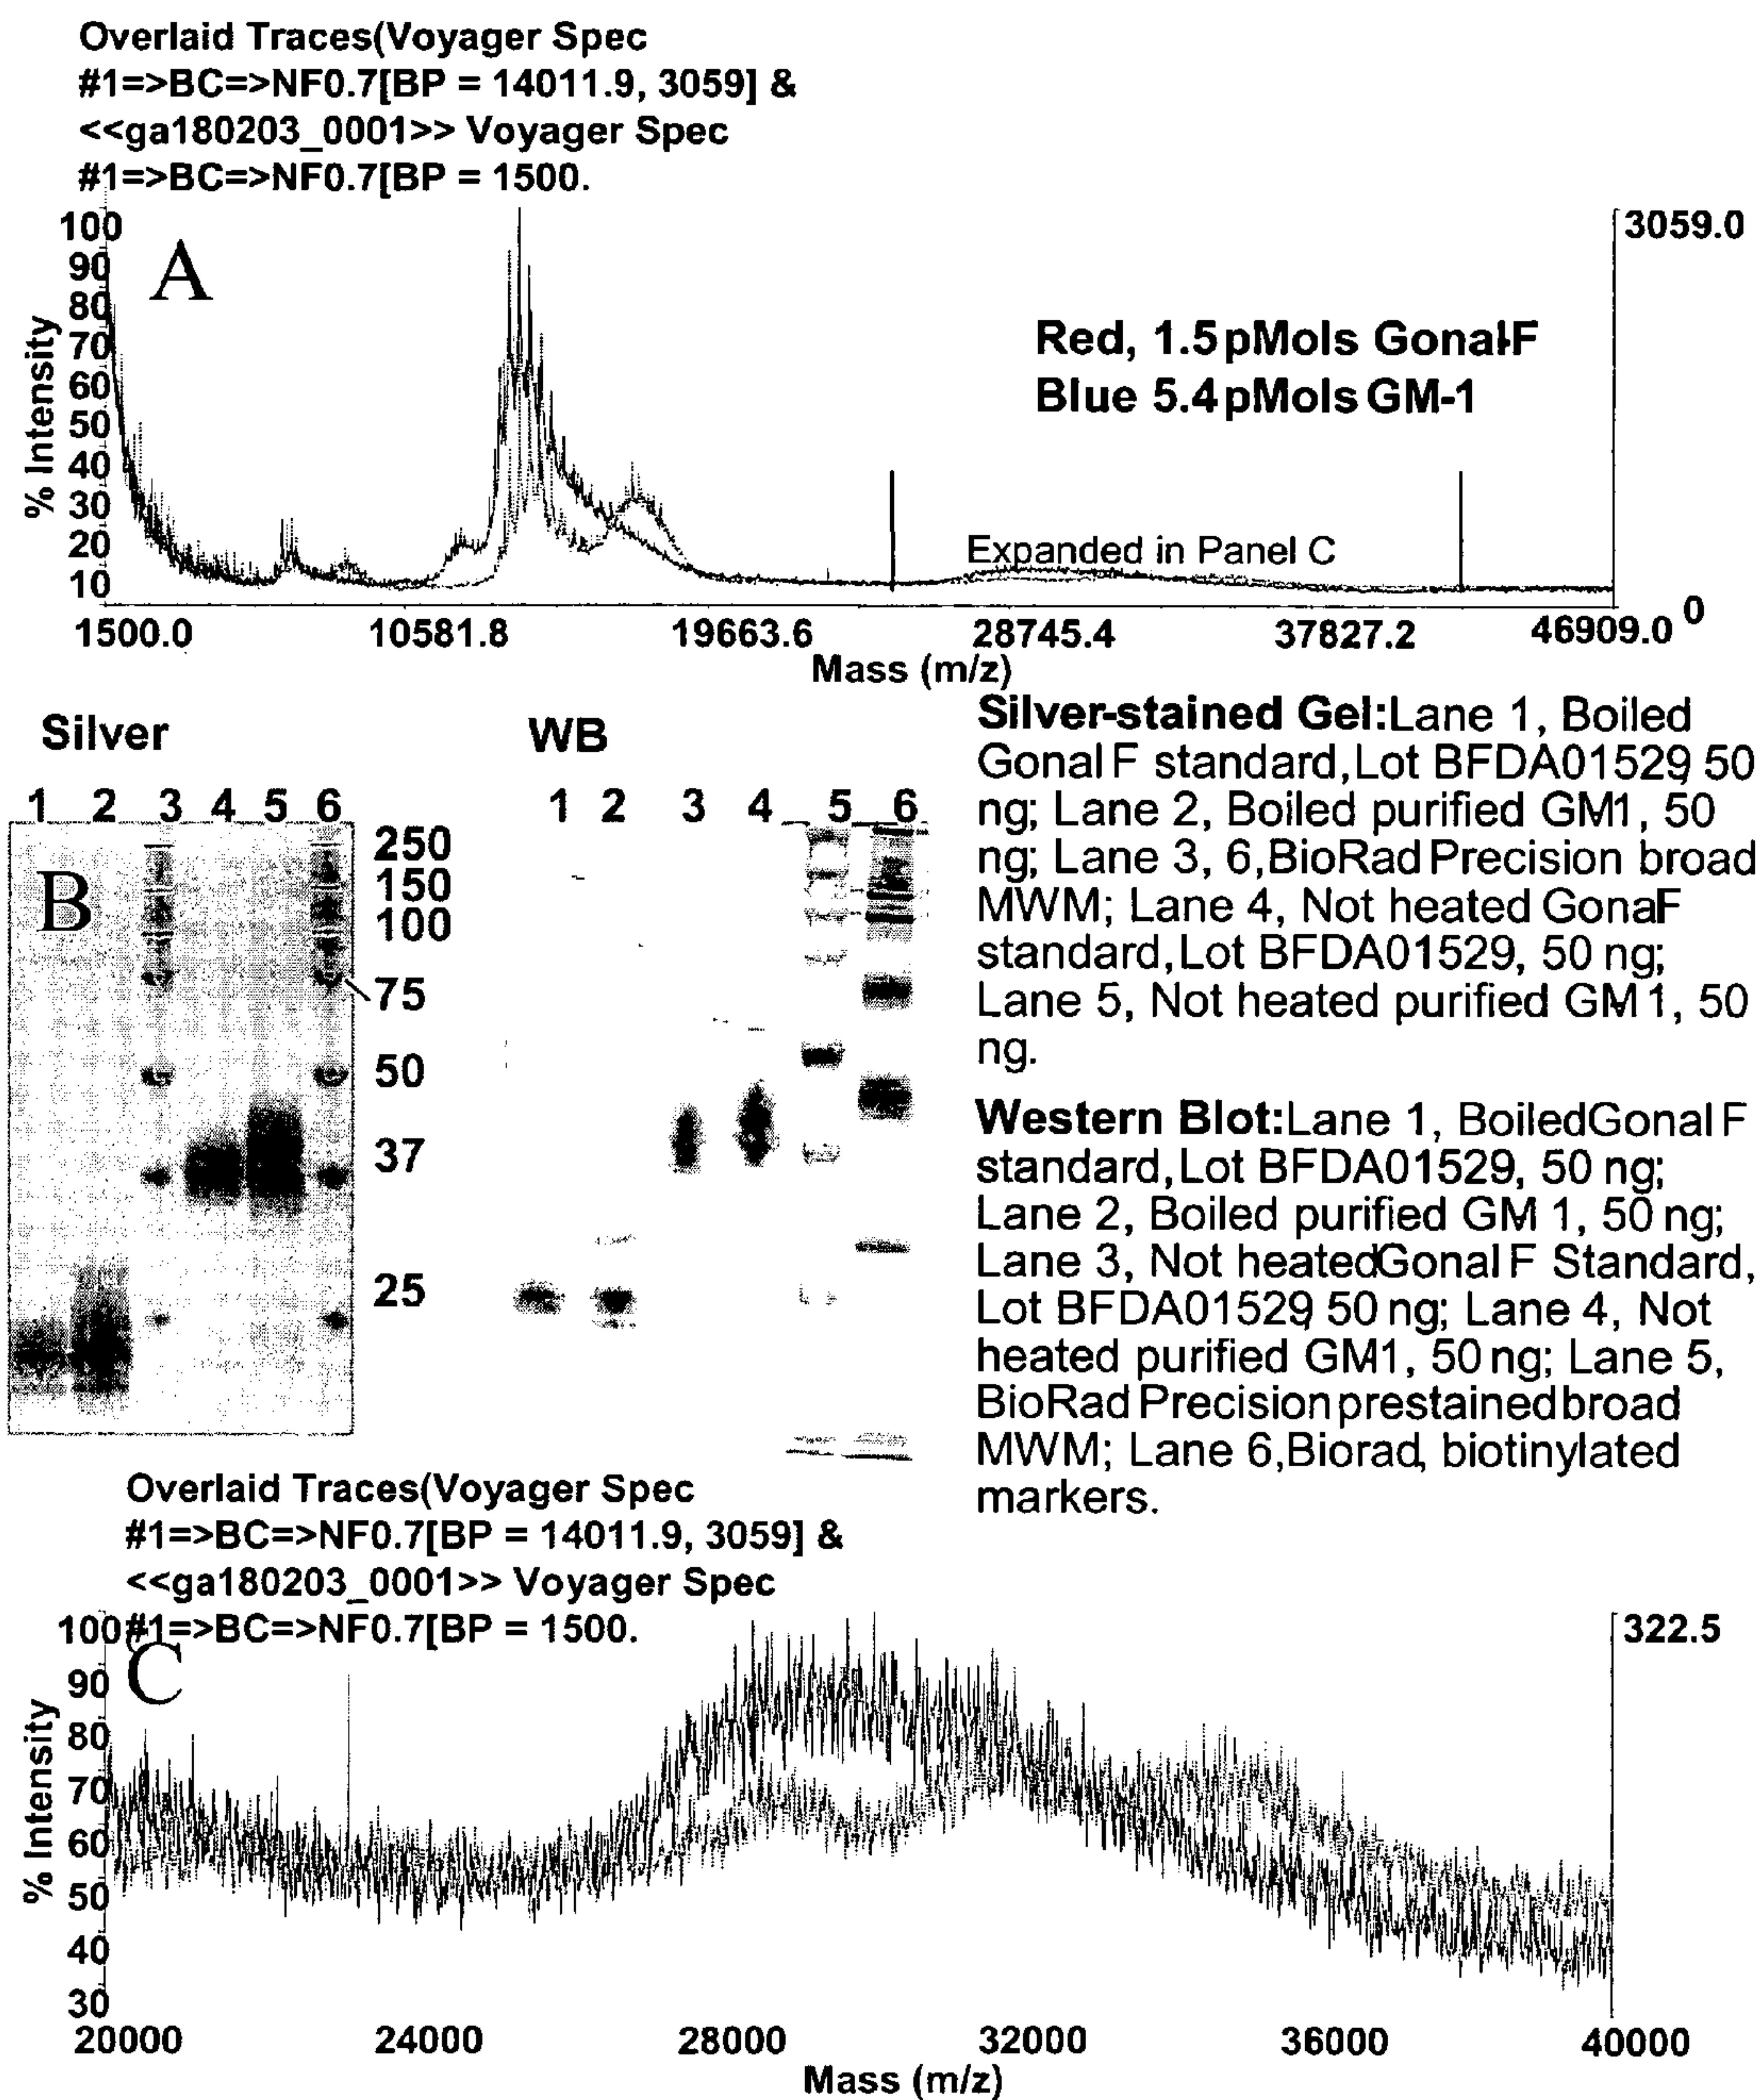 Overlaid Traces(Voyager Spec
#1=>BC=>NF0.7[BP = 14011.9, 3059] &
<<ga180203_0001>> Voyager Spec
#1=>BC=>NF0.7[BP = 1500.
A
% Intensity
100
90
80
70
60
50
40
30
20
10
3059.0
0
Red, 1.5 pMols Gonal-F
Blue 5.4 pMols GM-1
Expanded in Panel C
1500.0 10581.8 19663.6 28745.4 37827.2 46909.0
Mass (m/z)
Silver
1 2 3 4 5 6
B
250
150
100
75
50
37
25
WB
1 2 3 4 5 6
Silver-stained Gel:Lane 1, Boiled
Gonal F standard,Lot BFDA01529 50
ng; Lane 2, Boiled purified GM1, 50
ng; Lane 3, 6,BioRad Precision broad
MWM; Lane 4, Not heated GonaF
standard,Lot BFDA01529, 50 ng;
Lane 5, Not heated purified GM 1, 50
ng.
Western Blot:Lane 1, BoiledGonal F
standard,Lot BFDA01529, 50 ng;
Lane 2, Boiled purified GM 1, 50 ng;
Lane 3, Not heatedGonal F Standard,
Lot BFDA01529 50 ng; Lane 4, Not
heated purified GM1, 50 ng; Lane 5,
BioRad Precision prestained broad
MWM; Lane 6,Biorad, biotinylated
markers.
Overlaid Traces(Voyager Spec
#1=>BC=>NF0.7[BP = 14011.9, 3059] &
<<ga180203_0001>> Voyager Spec
#1=>BC=>NF0.7[BP = 1500.
C
% Intensity
100
90
80
70
60
50
40
30
322.5
20000 24000 28000 32000 36000 40000
Mass (m/z)